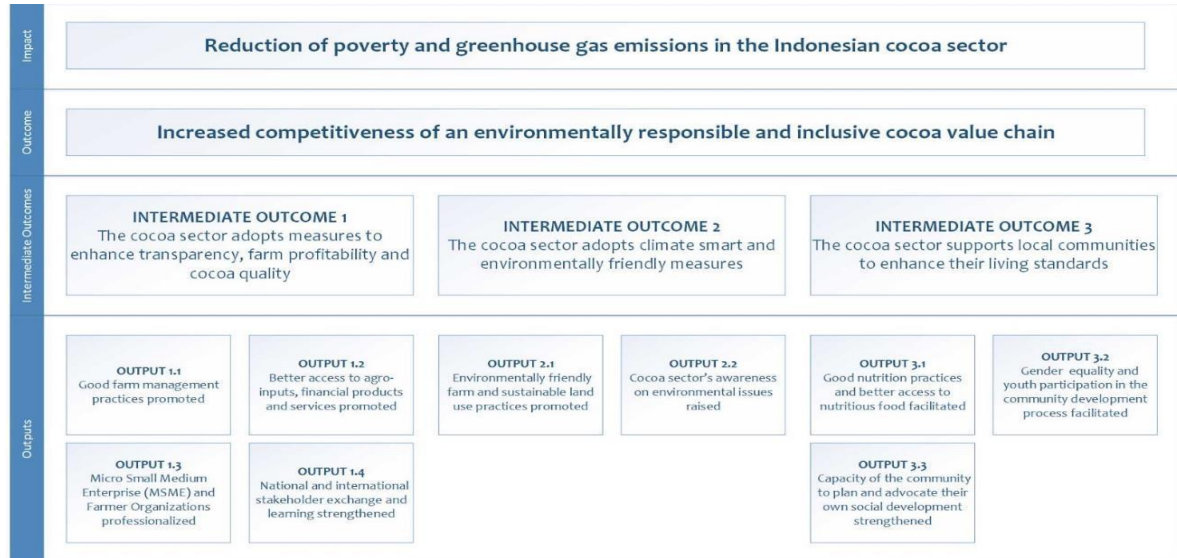 Impact
Reduction of poverty and greenhouse gas emissions in the Indonesian cocoa sector
Outcome
Increased competitiveness of an environmentally responsible and inclusive cocoa value chain
Intermediate Outcomes
INTERMEDIATE OUTCOME 1
The cocoa sector adopts measures to
enhance transparency, farm profitability and
cocoa quality
INTERMEDIATE OUTCOME 2
The cocoa sector adopts climate smart and
environmentally friendly measures
INTERMEDIATE OUTCOME 3
The cocoa sector supports local communities
to enhance their living standards
Outputs
OUTPUT 1.1
Good farm management
practices promoted
OUTPUT 1.2
Better access to agro-
inputs, financial products
and services promoted
OUTPUT 2.1
Environmentally friendly
farm and sustainable land
use practices promoted
OUTPUT 2.2
Cocoa sector's awareness
on environmental issues
raised
OUTPUT 3.1
Good nutrition practices
and better access to
nutritious food facilitated
OUTPUT 3.2
Gender equality and
youth participation in the
community development
process facilitated
OUTPUT 1.3
Micro Small Medium
Enterprise (MSME) and
Farmer Organizations
professionalized
OUTPUT 1.4
National and international
stakeholder exchange and
learning strengthened
OUTPUT 3.3
Capacity of the community
to plan and advocate their
own social development
strengthened